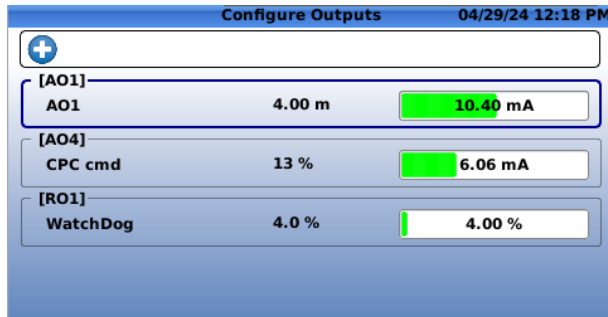 Configure Outputs 04/29/24 12:18 PM
[AO1]
AO1 4.00 m 10.40 mA
[AO4]
CPC cmd 13 % 6.06 mA
[RO1]
WatchDog 4.0 % 4.00 %